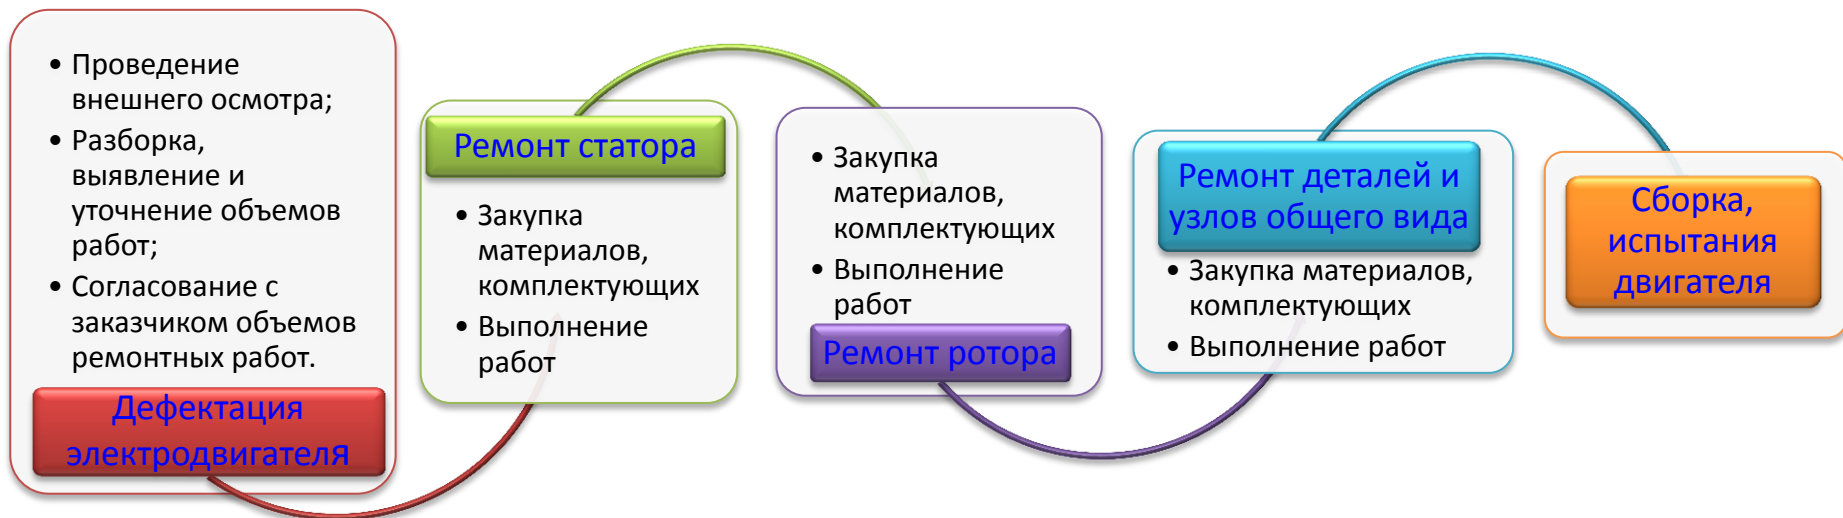 • Проведение
внешнего осмотра;
• Разборка,
выявление и
уточнение объемов
работ;
• Согласование с
заказчиком объемов
ремонтных работ.
Дефектация
электродвигателя
Ремонт статора
• Закупка
материалов,
комплектующих
• Выполнение
работ
• Закупка
материалов,
комплектующих
• Выполнение
работ
Ремонт ротора
Ремонт деталей и
узлов общего вида
• Закупка материалов,
комплектующих
• Выполнение работ
Сборка,
испытания
двигателя